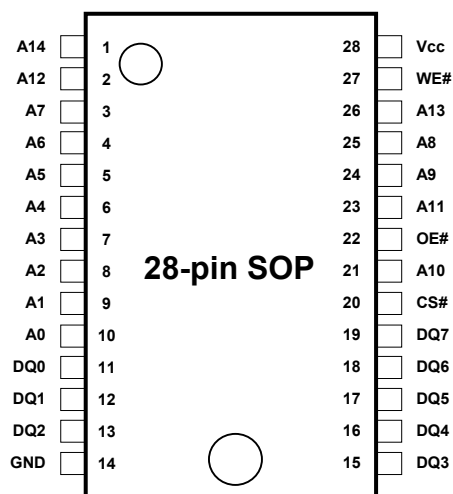 A14 1 28 Vcc
A12 2 27 WE#
A7 3 26 A13
A6 4 25 A8
A5 5 24 A9
A4 6 23 A11
A3 7 22 OE#
A2 8 28-pin SOP 21 A10
A1 9 20 CS#
A0 10 19 DQ7
DQ0 11 18 DQ6
DQ1 12 17 DQ5
DQ2 13 16 DQ4
GND 14 15 DQ3